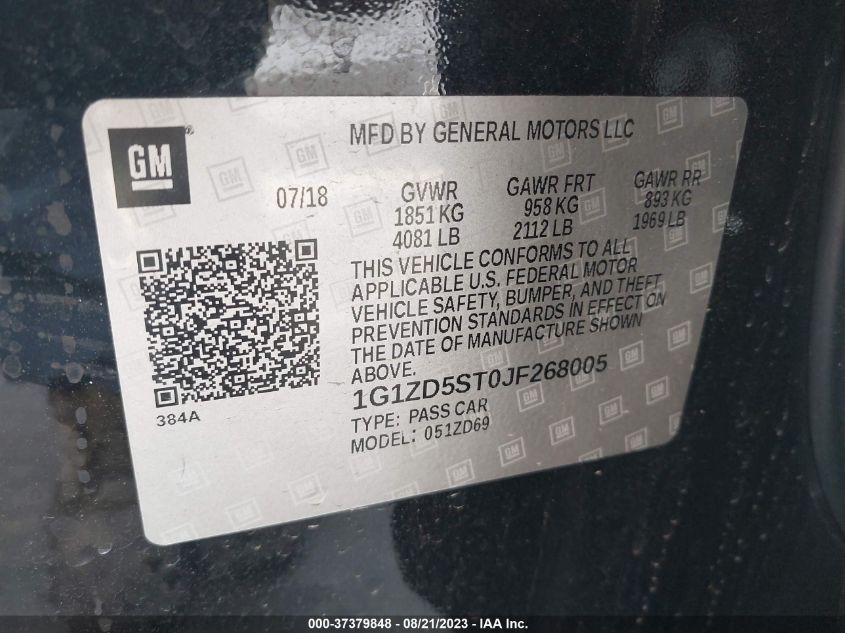 GM
MFD BY GENERAL MOTORS LLC
07/18
GVWR
1851 KG
4081 LB
GAWR FRT
958 KG
2112 LB
GAWR RR
893 KG
1969 LB
THIS VEHICLE CONFORMS TO ALL
APPLICABLE U.S. FEDERAL MOTOR
VEHICLE SAFETY, BUMPER, AND THEFT
PREVENTION STANDARDS IN EFFECT ON
THE DATE OF MANUFACTURE SHOWN
ABOVE.
1G1ZD5ST0JF268005
TYPE: PASS CAR
MODEL: 051ZD69
384A
000-37379848 - 08/21/2023 - IAA Inc.